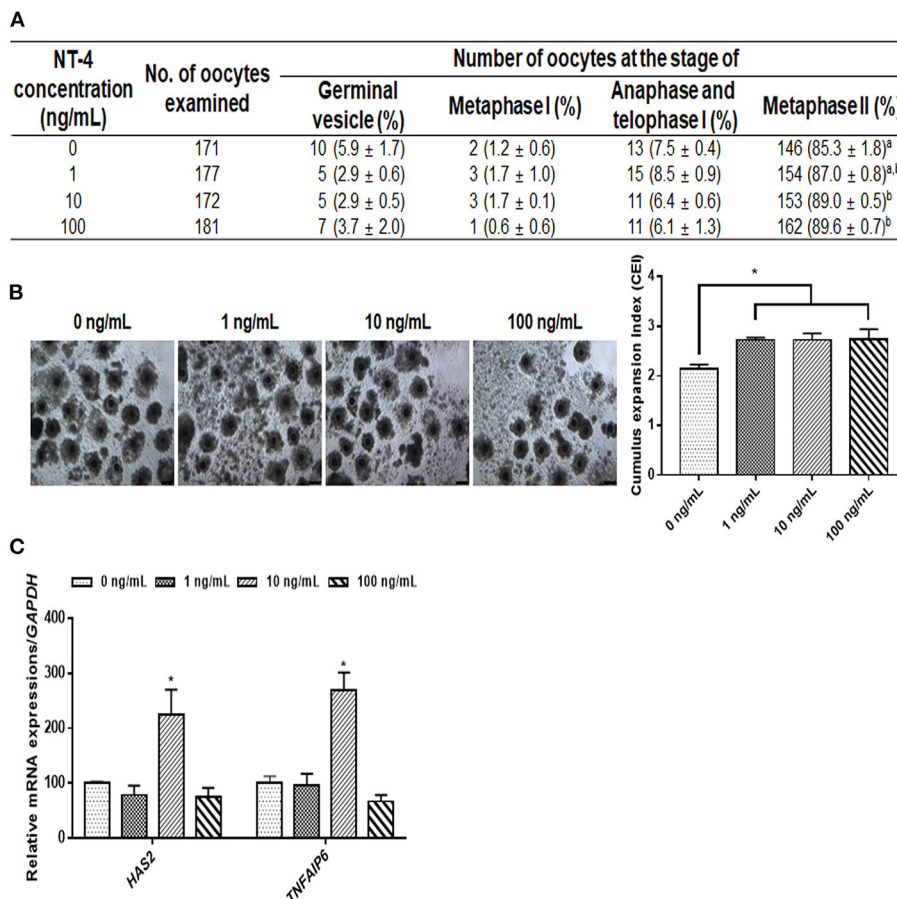 A
NT-4 concentration (ng/mL) No. of oocytes examined Number of oocytes at the stage of
Germinal vesicle (%) Metaphase I (%) Anaphase and telophase I (%) Metaphase II (%)
0 171 10 (5.9 ± 1.7) 2 (1.2 ± 0.6) 13 (7.5 ± 0.4) 146 (85.3 ± 1.8)a
1 177 5 (2.9 ± 0.6) 3 (1.7 ± 1.0) 15 (8.5 ± 0.9) 154 (87.0 ± 0.8)a,b
10 172 5 (2.9 ± 0.5) 3 (1.7 ± 0.1) 11 (6.4 ± 0.6) 153 (89.0 ± 0.5)b
100 181 7 (3.7 ± 2.0) 1 (0.6 ± 0.6) 11 (6.1 ± 1.3) 162 (89.6 ± 0.7)b
B
0 ng/mL 1 ng/mL 10 ng/mL 100 ng/mL
Cumulus expansion Index (CEI)
4
3
2
1
0
*
0 ng/mL 1 ng/mL 10 ng/mL 100 ng/mL
C
0 ng/mL 1 ng/mL 10 ng/mL 100 ng/mL
Relative mRNA expressions/GAPDH
400
300
200
100
0
* *
HAS2 TNFAIP6